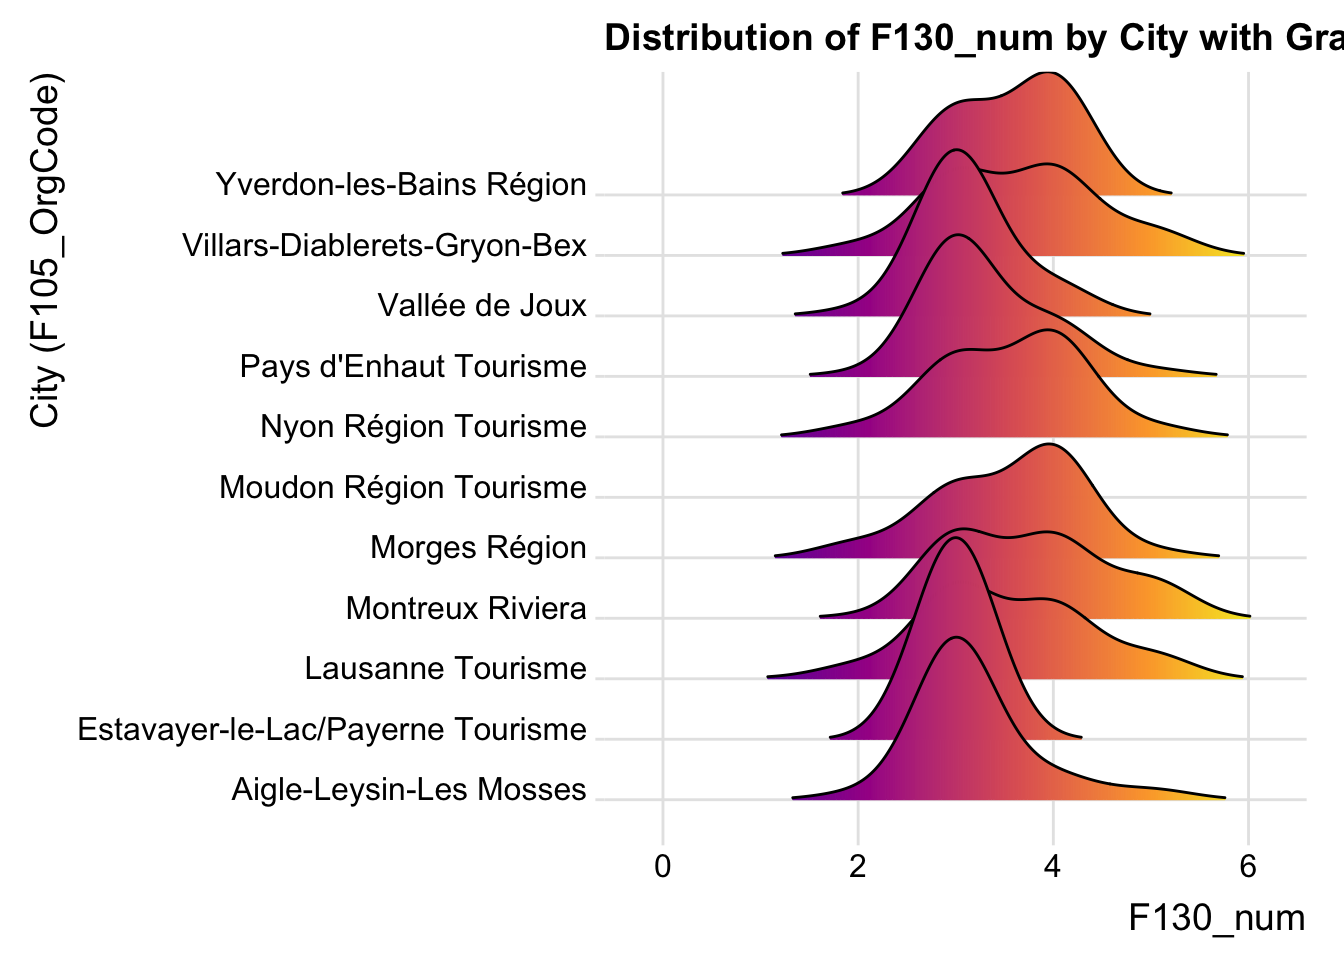 Distribution of F130_num by City with Gra
City (F105_OrgCode)
Yverdon-les-Bains Région
Villars-Diablerets-Gryon-Bex
Vallée de Joux
Pays d'Enhaut Tourisme
Nyon Région Tourisme
Moudon Région Tourisme
Morges Région
Montreux Riviera
Lausanne Tourisme
Estavayer-le-Lac/Payerne Tourisme
Aigle-Leysin-Les Mosses
0 2 4 6
F130_num